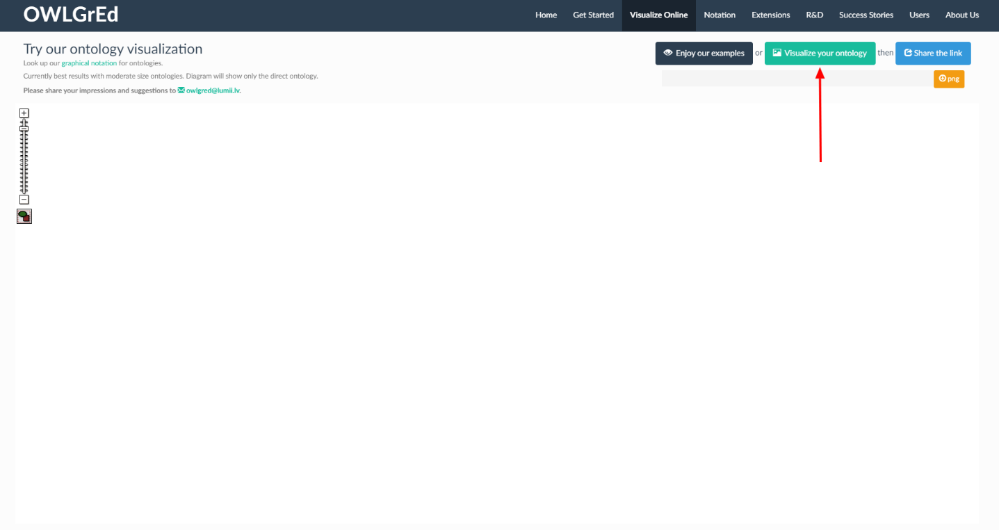 OWLGrEd
Home Get Started Visualize Online Notation Extensions R&D Success Stories Users About Us
Try our ontology visualization
Look up our graphical notation for ontologies.
Currently best results with moderate size ontologies. Diagram will show only the direct ontology.
Please share your impressions and suggestions to owlgred@lumii.lv.
Enjoy our examples or Visualize your ontology then Share the link
png